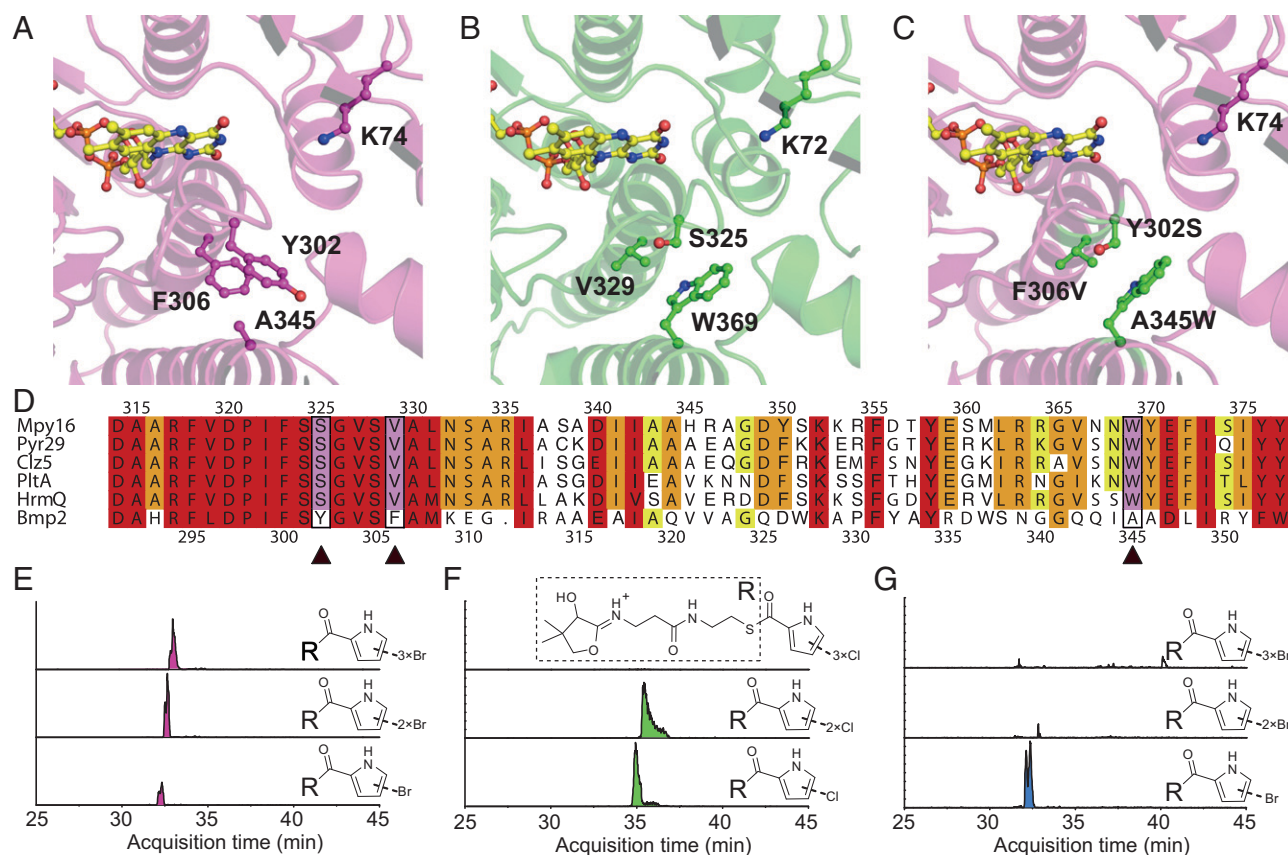 A
K74
Y302
F306
A345
B
K72
S325
V329
W369
C
K74
Y302S
F306V
A345W
D
315 320 325 330 335 340 345 350 355 360 365 370 375
Mpy16 D A A R F V D P I F S S G V S V A L N S A R I A S A D I I A A H R A G D Y S K K R F D T Y E S M L R R G V N N W Y E F I S I Y Y
Pyr29 D A A R F V D P I F S S G V S V A L N S A R L A C K D I I A A A E A G D F K K E R F G T Y E G K L R K G V N N W Y E F I Q I Y Y
Clz5 D A A R F V D P I F S S G V S V A L N S A R L I S G E I I A A A E Q G D F R K E M F S N Y E G K I R R A V S N W Y E F I S I Y Y
PltA D A A R F V D P I F S S G V S V A L N S A R L I S A D I I E A V K N N D F S K S S F T H Y E G M I R N G I K N W Y E F I T L Y Y
HrmQ D A A R F V D P I F S S G V S V A M N S A R L L A K D I V S A V E R D D F S K K S F G D Y E R V L R R G V S S W Y E F I S I Y Y
Bmp2 D A H R F L D P I F S Y G V S F A M K E G . I R A A E A I A Q V V A G Q D W K A P F Y A Y R D W S N G G Q Q I A A D L I R Y F W
295 300 305 310 315 320 325 330 335 340 345 350
E
O
H
N
R
3×Br
O
H
N
R
2×Br
O
H
N
R
Br
25 30 35 40 45
Acquisition time (min)
F
HO
H
+
N
O
O
H
N
R
S
O
H
N
3×Cl
O
H
N
R
2×Cl
O
H
N
R
Cl
25 30 35 40 45
Acquisition time (min)
G
O
H
N
R
3×Br
O
H
N
R
2×Br
O
H
N
R
Br
25 30 35 40 45
Acquisition time (min)